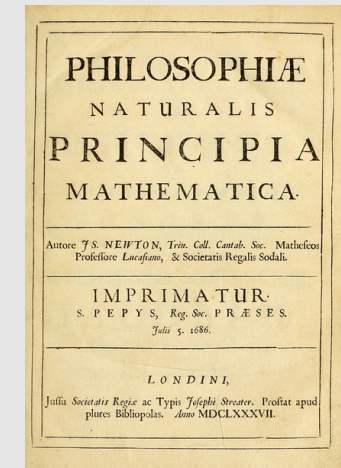 PHILOSOPHIÆ
NATURALIS
PRINCIPIA
MATHEMATICA.
Autore JS. NEWTON, Trin. Coll. Cantab. Soc. Matheseos
Professore Lucasiano, & Societatis Regalis Sodali.
IMPRIMATUR.
S. PEPYS, Reg. Soc. PRÆSES.
Julii 5. 1686.
LONDINI,
Jussu Societatis Regiæ ac Typis Josephi Streater. Prostat apud
plures Bibliopolas. Anno MDCLXXXVII.